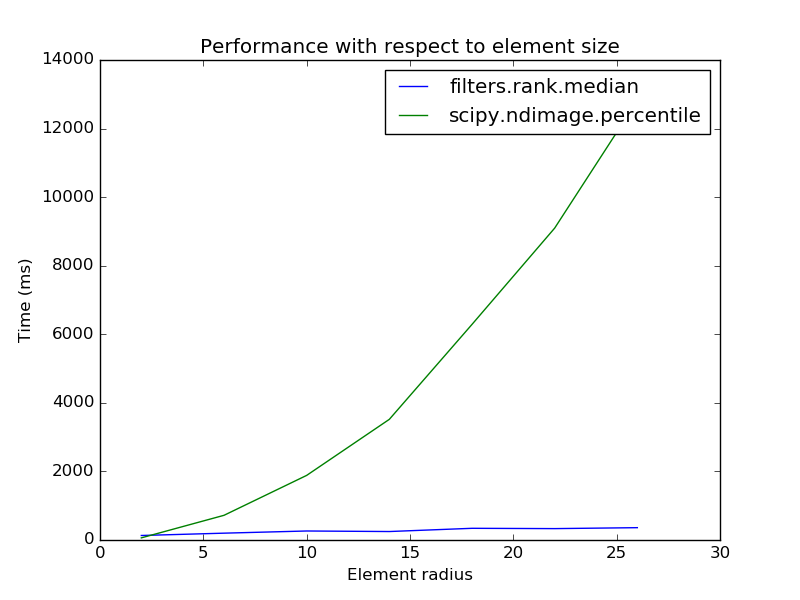 Performance with respect to element size
14000
12000
10000
8000
6000
4000
2000
0
Time (ms)
filters.rank.median
scipy.ndimage.percentile
0 5 10 15 20 25 30
Element radius